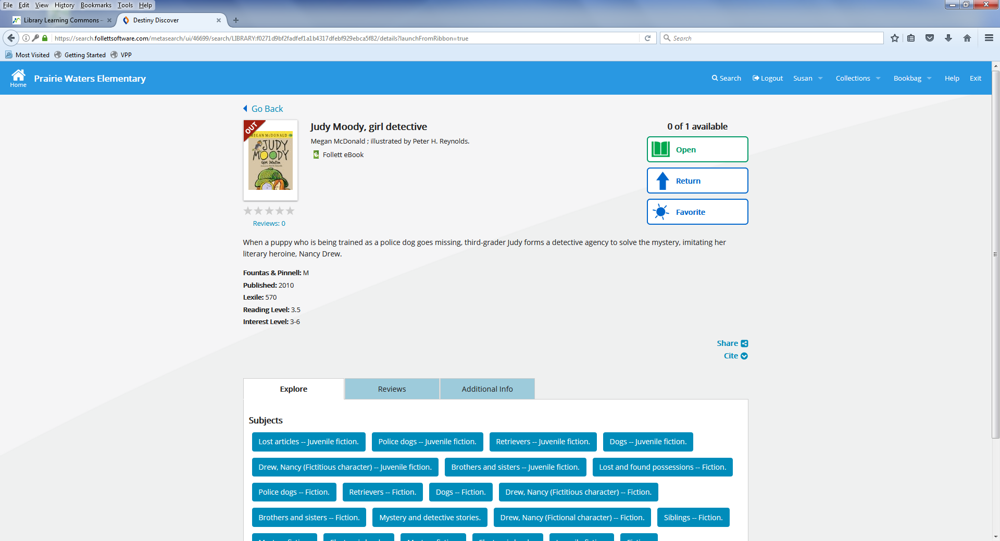 File Edit View History Bookmarks Tools Help
Library Learning Commons -
Destiny Discover
https://search.follettsoftware.com/metasearch/ui/46699/search/LIBRARY:f0271d9bf2fadfef1a1b4317dfebf929ebca5f82/details?launchFromRibbon=true
Search
Most Visited Getting Started VPP
Home
Prairie Waters Elementary
Search Logout Susan Collections Bookbag Help Exit
Go Back
OUT
MEGAN McDONALD
JUDY
MOODY
Girl Detective
Judy Moody, girl detective
Megan McDonald ; illustrated by Peter H. Reynolds.
Follett eBook
0 of 1 available
Open
Return
Favorite
Reviews: 0
When a puppy who is being trained as a police dog goes missing, third-grader Judy forms a detective agency to solve the mystery, imitating her
literary heroine, Nancy Drew.
Fountas & Pinnell: M
Published: 2010
Lexile: 570
Reading Level: 3.5
Interest Level: 3-6
Share
Cite
Explore Reviews Additional Info
Subjects
Lost articles -- Juvenile fiction. Police dogs -- Juvenile fiction. Retrievers -- Juvenile fiction. Dogs -- Juvenile fiction.
Drew, Nancy (Fictitious character) -- Juvenile fiction. Brothers and sisters -- Juvenile fiction. Lost and found possessions -- Fiction.
Police dogs -- Fiction. Retrievers -- Fiction. Dogs -- Fiction. Drew, Nancy (Fictitious character) -- Fiction.
Brothers and sisters -- Fiction. Mystery and detective stories. Drew, Nancy (Fictional character) -- Fiction. Siblings -- Fiction.